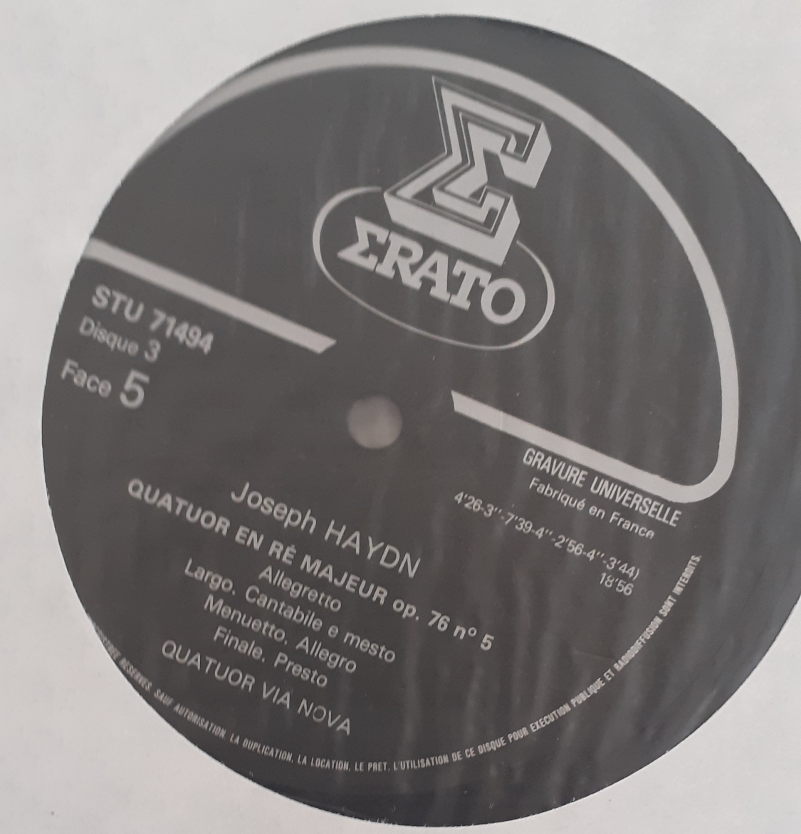 ΣRATO
STU 71494
Disque 3
Face 5
GRAVURE UNIVERSELLE
Fabriqué en France
4'26-3''-7'39-4''-2'56-4''-3'44)
18'56
Joseph HAYDN
QUATUOR EN RÉ MAJEUR op. 76 nº 5
Allegretto
Largo. Cantabile e mesto
Menuetto. Allegro
Finale. Presto
QUATUOR VIA NOVA
RÉSERVÉS. SAUF AUTORISATION, LA DUPLICATION, LA LOCATION, LE PRET, L'UTILISATION DE CE DISQUE POUR EXECUTION PUBLIQUE ET RADIODIFFUSION SONT INTERDITS.